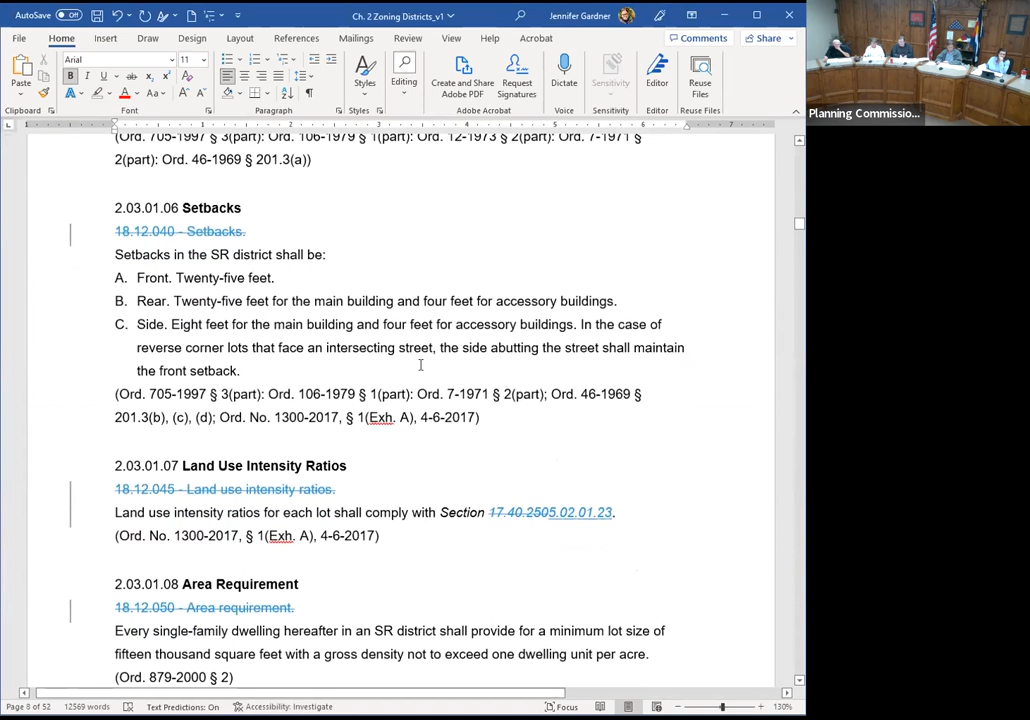 AutoSave Off Ch. 2 Zoning Districts_v1 Jennifer Gardner
File Home Insert Draw Design Layout References Mailings Review View Help Acrobat Comments Share
Paste Arial 11 Styles Editing Create and Share Adobe PDF Request Signatures Dictate Sensitivity Editor Reuse Files
Clipboard Font Paragraph Styles Adobe Acrobat Voice Sensitivity Editor Reuse Files
Planning Commissio...
1 1 2 3 4 5 6 7
(Ord. 705-1997 § 3(part): Ord. 106-1979 § 1(part): Ord. 12-1973 § 2(part): Ord. 7-1971 §
2(part): Ord. 46-1969 § 201.3(a))
2.03.01.06 Setbacks
18.12.040 - Setbacks.
Setbacks in the SR district shall be:
A. Front. Twenty-five feet.
B. Rear. Twenty-five feet for the main building and four feet for accessory buildings.
C. Side. Eight feet for the main building and four feet for accessory buildings. In the case of
reverse corner lots that face an intersecting street, the side abutting the street shall maintain
the front setback.
(Ord. 705-1997 § 3(part): Ord. 106-1979 § 1(part): Ord. 7-1971 § 2(part); Ord. 46-1969 §
201.3(b), (c), (d); Ord. No. 1300-2017, § 1(Exh. A), 4-6-2017)
2.03.01.07 Land Use Intensity Ratios
18.12.045 - Land use intensity ratios.
Land use intensity ratios for each lot shall comply with Section 17.40.2505.02.01.23.
(Ord. No. 1300-2017, § 1(Exh. A), 4-6-2017)
2.03.01.08 Area Requirement
18.12.050 - Area requirement.
Every single-family dwelling hereafter in an SR district shall provide for a minimum lot size of
fifteen thousand square feet with a gross density not to exceed one dwelling unit per acre.
(Ord. 879-2000 § 2)
Page 8 of 52 12569 words Text Predictions: On Accessibility: Investigate Focus 130%